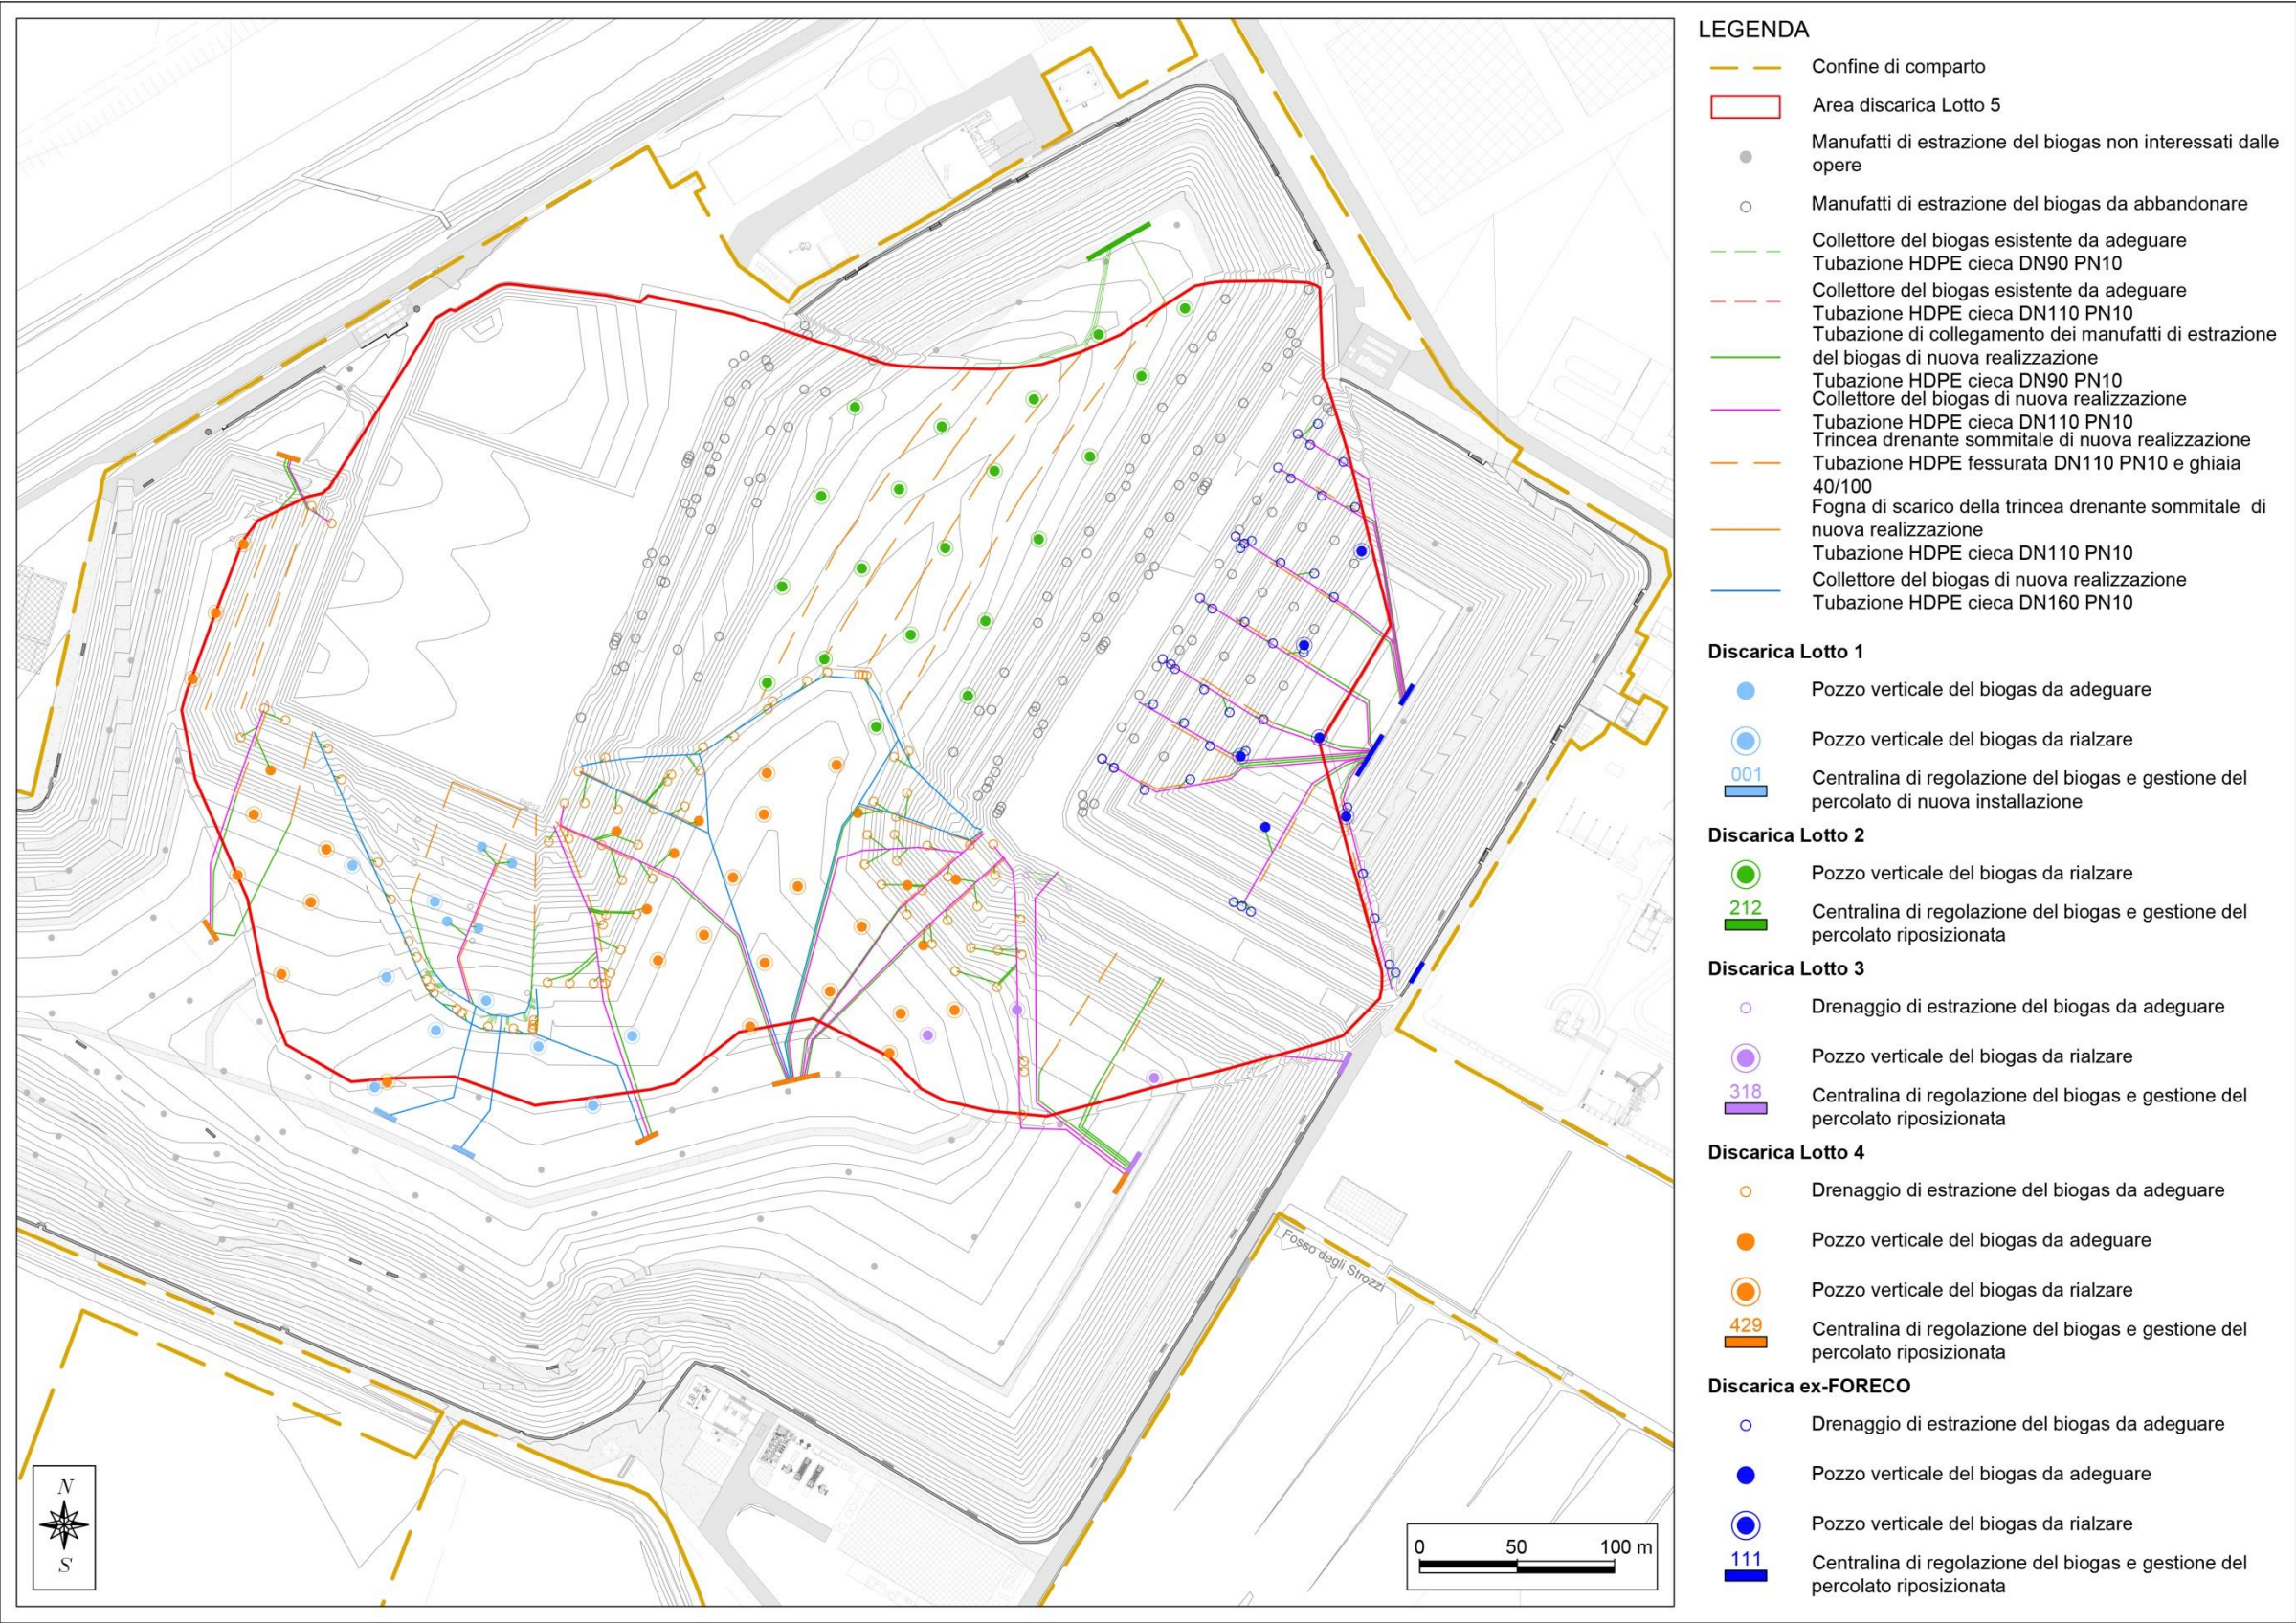 LEGENDA
Confine di comparto
Area discarica Lotto 5
Manufatti di estrazione del biogas non interessati dalle
opere
Manufatti di estrazione del biogas da abbandonare
Collettore del biogas esistente da adeguare
Tubazione HDPE cieca DN90 PN10
Collettore del biogas esistente da adeguare
Tubazione HDPE cieca DN110 PN10
Tubazione di collegamento dei manufatti di estrazione
del biogas di nuova realizzazione
Tubazione HDPE cieca DN90 PN10
Collettore del biogas di nuova realizzazione
Tubazione HDPE cieca DN110 PN10
Trincea drenante sommitale di nuova realizzazione
Tubazione HDPE fessurata DN110 PN10 e ghiaia
40/100
Fogna di scarico della trincea drenante sommitale di
nuova realizzazione
Tubazione HDPE cieca DN110 PN10
Collettore del biogas di nuova realizzazione
Tubazione HDPE cieca DN160 PN10
Discarica Lotto 1
Pozzo verticale del biogas da adeguare
Pozzo verticale del biogas da rialzare
001
Centralina di regolazione del biogas e gestione del
percolato di nuova installazione
Discarica Lotto 2
Pozzo verticale del biogas da rialzare
212
Centralina di regolazione del biogas e gestione del
percolato riposizionata
Discarica Lotto 3
Drenaggio di estrazione del biogas da adeguare
Pozzo verticale del biogas da rialzare
318
Centralina di regolazione del biogas e gestione del
percolato riposizionata
Discarica Lotto 4
Drenaggio di estrazione del biogas da adeguare
Pozzo verticale del biogas da adeguare
Pozzo verticale del biogas da rialzare
429
Centralina di regolazione del biogas e gestione del
percolato riposizionata
Discarica ex-FORECO
Drenaggio di estrazione del biogas da adeguare
Pozzo verticale del biogas da adeguare
Pozzo verticale del biogas da rialzare
111
Centralina di regolazione del biogas e gestione del
percolato riposizionata
Fosso degli Strozzi
N
S
0 50 100 m